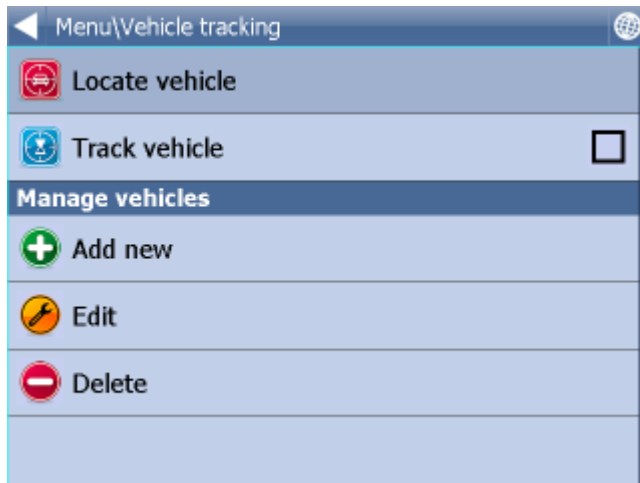 Menu\Vehicle tracking
Locate vehicle
Track vehicle
Manage vehicles
Add new
Edit
Delete